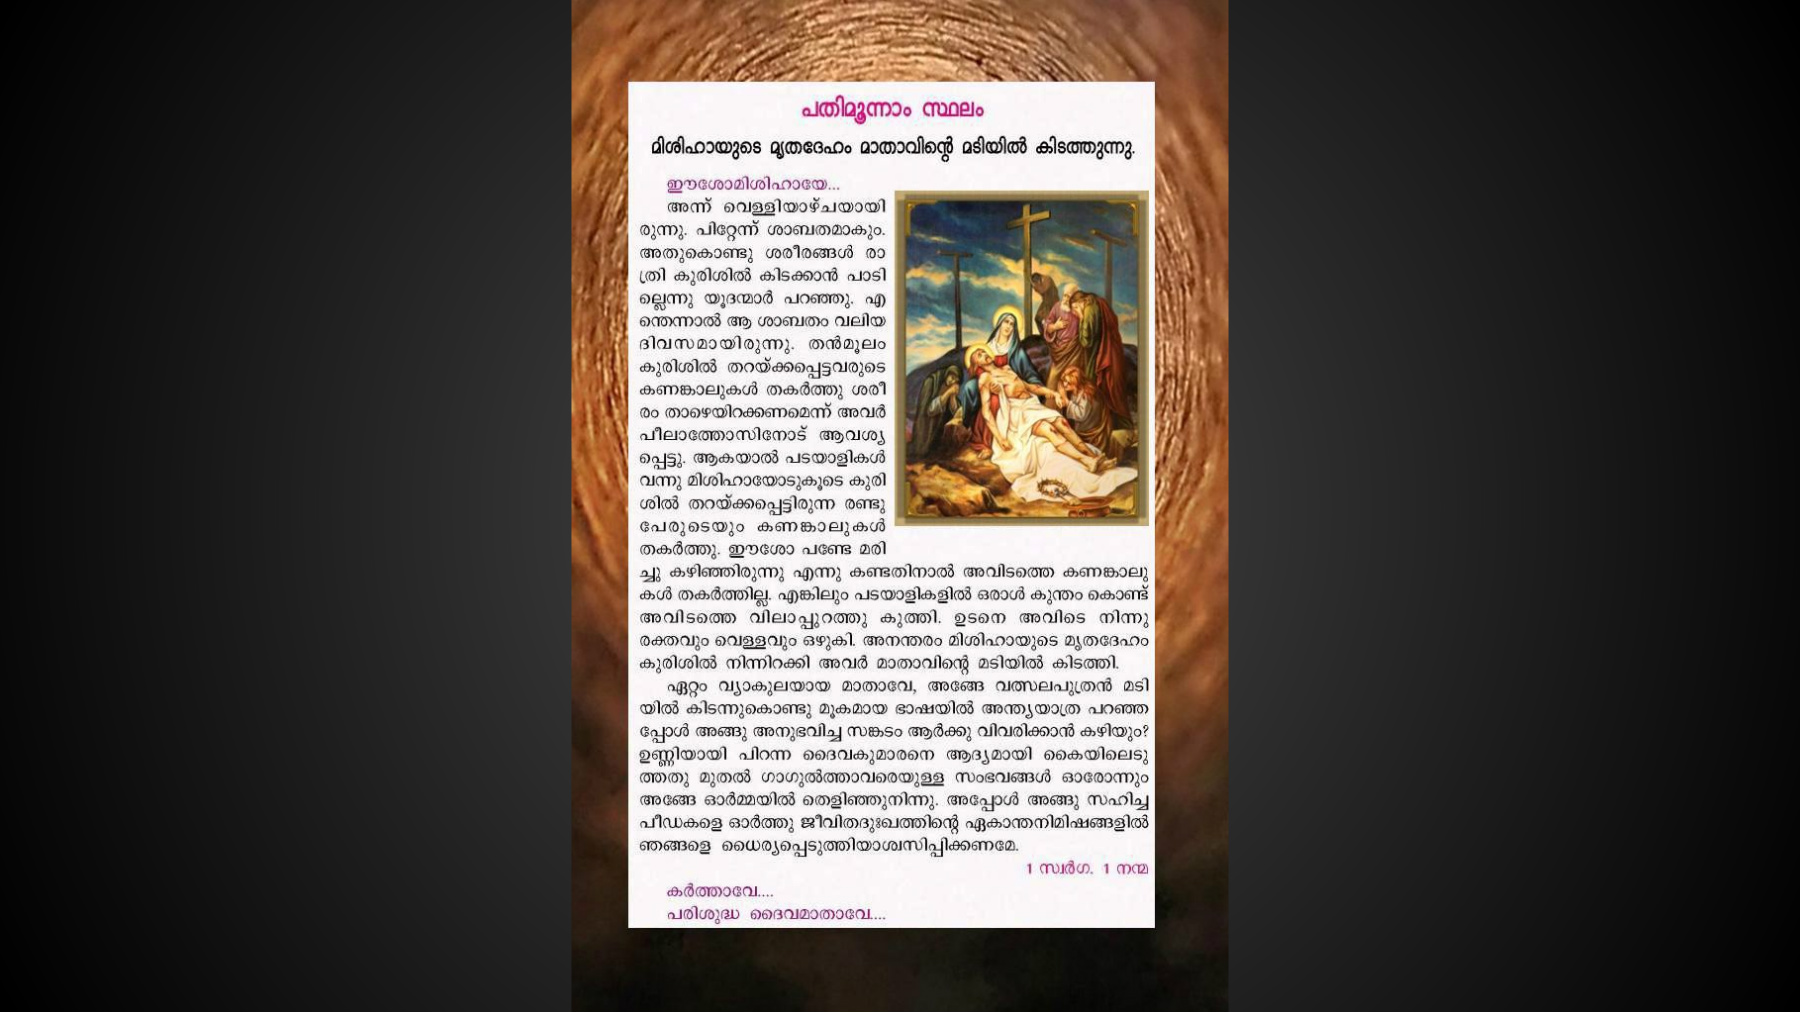 പതിമൂന്നാം സ്ഥലം
മിശിഹായുടെ മൃതദേഹം മാതാവിന്റെ മടിയിൽ കിടത്തുന്നു.
ഈശോമിശിഹായേ...
അന്ന് വെള്ളിയാഴ്ചയായി
രുന്നു. പിറ്റേന്ന് ശാബതമാകും.
അതുകൊണ്ടു ശരീരങ്ങൾ രാ
ത്രി കുരിശിൽ കിടക്കാൻ പാടി
ല്ലെന്നു യൂദന്മാർ പറഞ്ഞു. എ
ന്തെന്നാൽ ആ ശാബതം വലിയ
ദിവസമായിരുന്നു. തൻമൂലം
കുരിശിൽ തറയ്ക്കപ്പെട്ടവരുടെ
കണങ്കാലുകൾ തകർത്തു ശരീ
രം താഴെയിറക്കണമെന്ന് അവർ
പീലാത്തോസിനോട് ആവശ്യ
പ്പെട്ടു. ആകയാൽ പടയാളികൾ
വന്നു മിശിഹായോടുകൂടെ കുരി
ശിൽ തറയ്ക്കപ്പെട്ടിരുന്ന രണ്ടു
പേരുടെയും കണങ്കാലുകൾ
തകർത്തു. ഈശോ പണ്ടേ മരി
ച്ചു കഴിഞ്ഞിരുന്നു എന്നു കണ്ടതിനാൽ അവിടത്തെ കണങ്കാലു
കൾ തകർത്തില്ല. എങ്കിലും പടയാളികളിൽ ഒരാൾ കുന്തം കൊണ്ട്
അവിടത്തെ വിലാപ്പുറത്തു കുത്തി. ഉടനെ അവിടെ നിന്നു
രക്തവും വെള്ളവും ഒഴുകി. അനന്തരം മിശിഹായുടെ മൃതദേഹം
കുരിശിൽ നിന്നിറക്കി അവർ മാതാവിന്റെ മടിയിൽ കിടത്തി.
ഏറ്റം വ്യാകുലയായ മാതാവേ, അങ്ങേ വത്സലപുത്രൻ മടി
യിൽ കിടന്നുകൊണ്ടു മൂകമായ ഭാഷയിൽ അന്ത്യയാത്ര പറഞ്ഞ
പ്പോൾ അങ്ങു അനുഭവിച്ച സങ്കടം ആർക്കു വിവരിക്കാൻ കഴിയും?
ഉണ്ണിയായി പിറന്ന ദൈവകുമാരനെ ആദ്യമായി കൈയിലെടു
ത്തതു മുതൽ ഗാഗുൽത്താവരെയുള്ള സംഭവങ്ങൾ ഓരോന്നും
അങ്ങേ ഓർമ്മയിൽ തെളിഞ്ഞുനിന്നു. അപ്പോൾ അങ്ങു സഹിച്ച
പീഡകളെ ഓർത്തു ജീവിതദുഃഖത്തിന്റെ ഏകാന്തനിമിഷങ്ങളിൽ
ഞങ്ങളെ ധൈര്യപ്പെടുത്തിയാശ്വസിപ്പിക്കണമേ.
1 സ്വർഗ. 1 നന്മ
കർത്താവേ....
പരിശുദ്ധ ദൈവമാതാവേ....